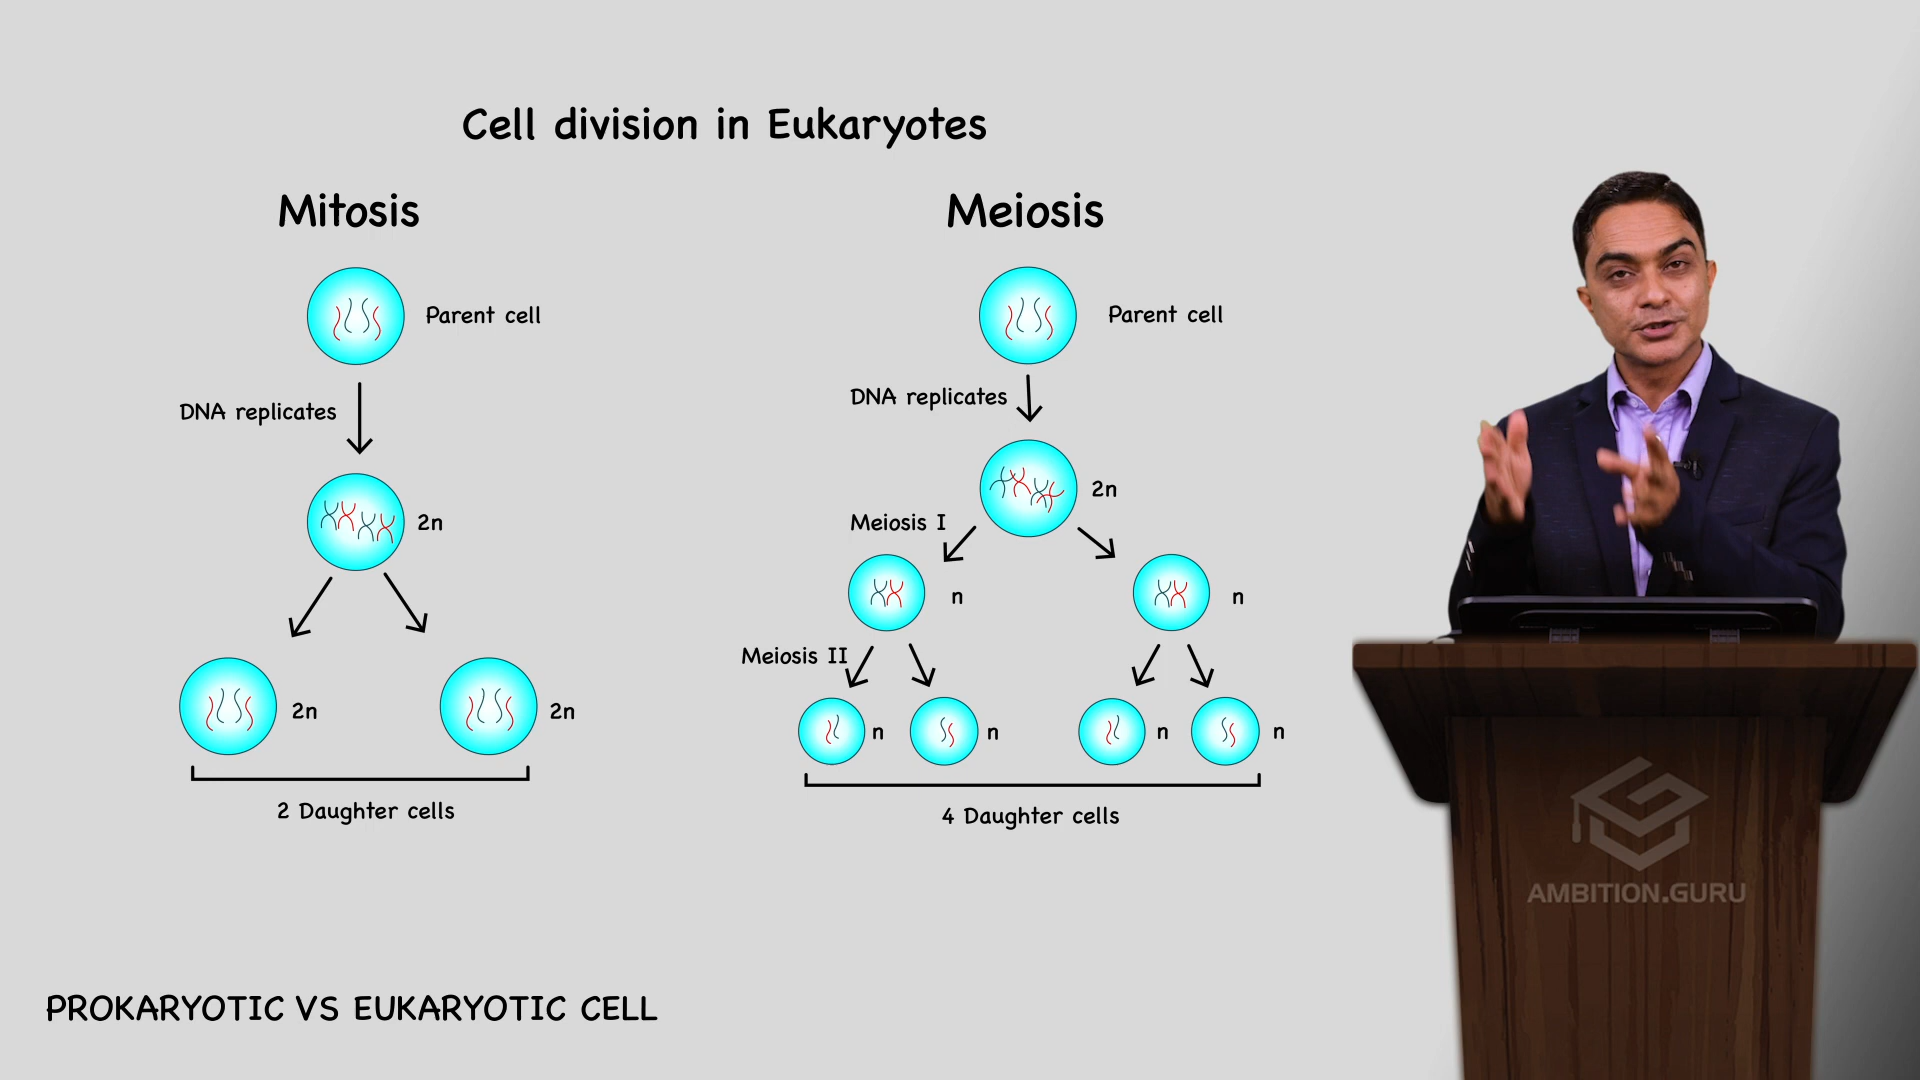 Cell division in Eukaryotes
Mitosis
Parent cell
DNA replicates
2n
2n
2n
2 Daughter cells
Meiosis
Parent cell
DNA replicates
2n
Meiosis I
n
n
Meiosis II
n
n
n
n
4 Daughter cells
AMBITION.GURU
PROKARYOTIC VS EUKARYOTIC CELL